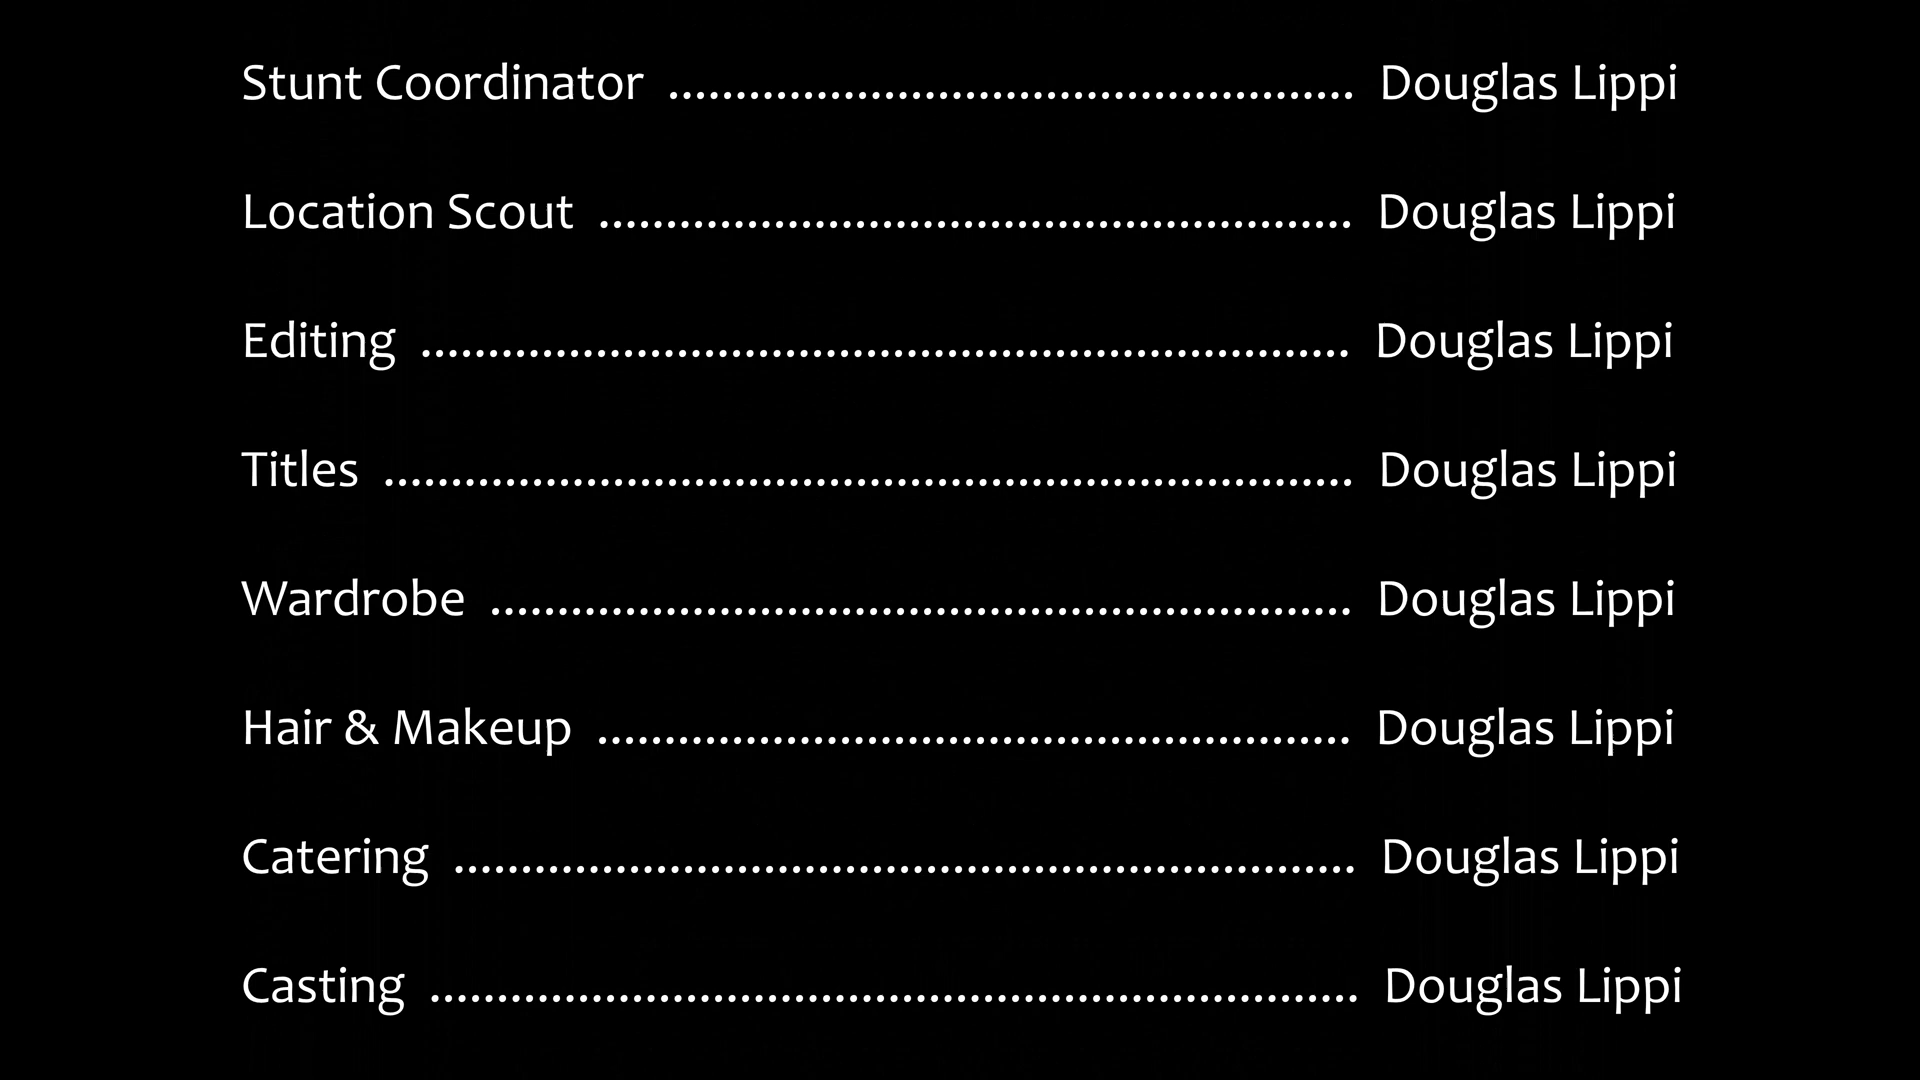 Stunt Coordinator ................................................... Douglas Lippi
Location Scout ........................................................ Douglas Lippi
Editing ..................................................................... Douglas Lippi
Titles ........................................................................ Douglas Lippi
Wardrobe ................................................................ Douglas Lippi
Hair & Makeup ........................................................ Douglas Lippi
Catering ................................................................... Douglas Lippi
Casting ..................................................................... Douglas Lippi